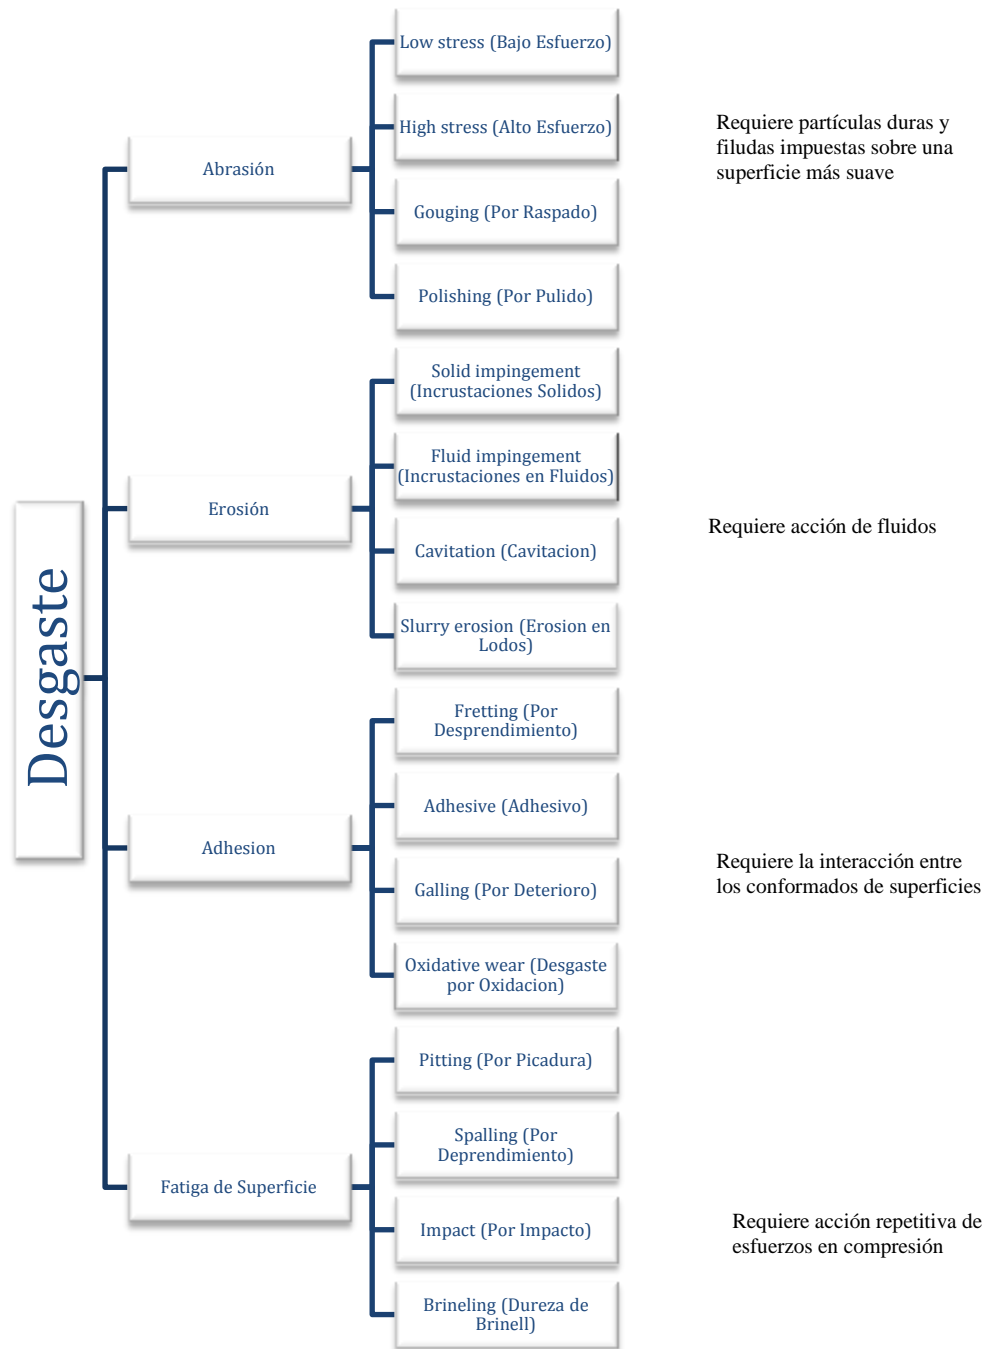 Desgaste
Abrasión
Low stress (Bajo Esfuerzo)
High stress (Alto Esfuerzo)
Gouging (Por Raspado)
Polishing (Por Pulido)
Requiere partículas duras y
filudas impuestas sobre una
superficie más suave
Erosión
Solid impingement
(Incrustaciones Solidos)
Fluid impingement
(Incrustaciones en Fluidos)
Cavitation (Cavitacion)
Slurry erosion (Erosion en
Lodos)
Requiere acción de fluidos
Adhesion
Fretting (Por
Desprendimiento)
Adhesive (Adhesivo)
Galling (Por Deterioro)
Oxidative wear (Desgaste
por Oxidacion)
Requiere la interacción entre
los conformados de superficies
Fatiga de Superficie
Pitting (Por Picadura)
Spalling (Por
Deprendimiento)
Impact (Por Impacto)
Brineling (Dureza de
Brinell)
Requiere acción repetitiva de
esfuerzos en compresión